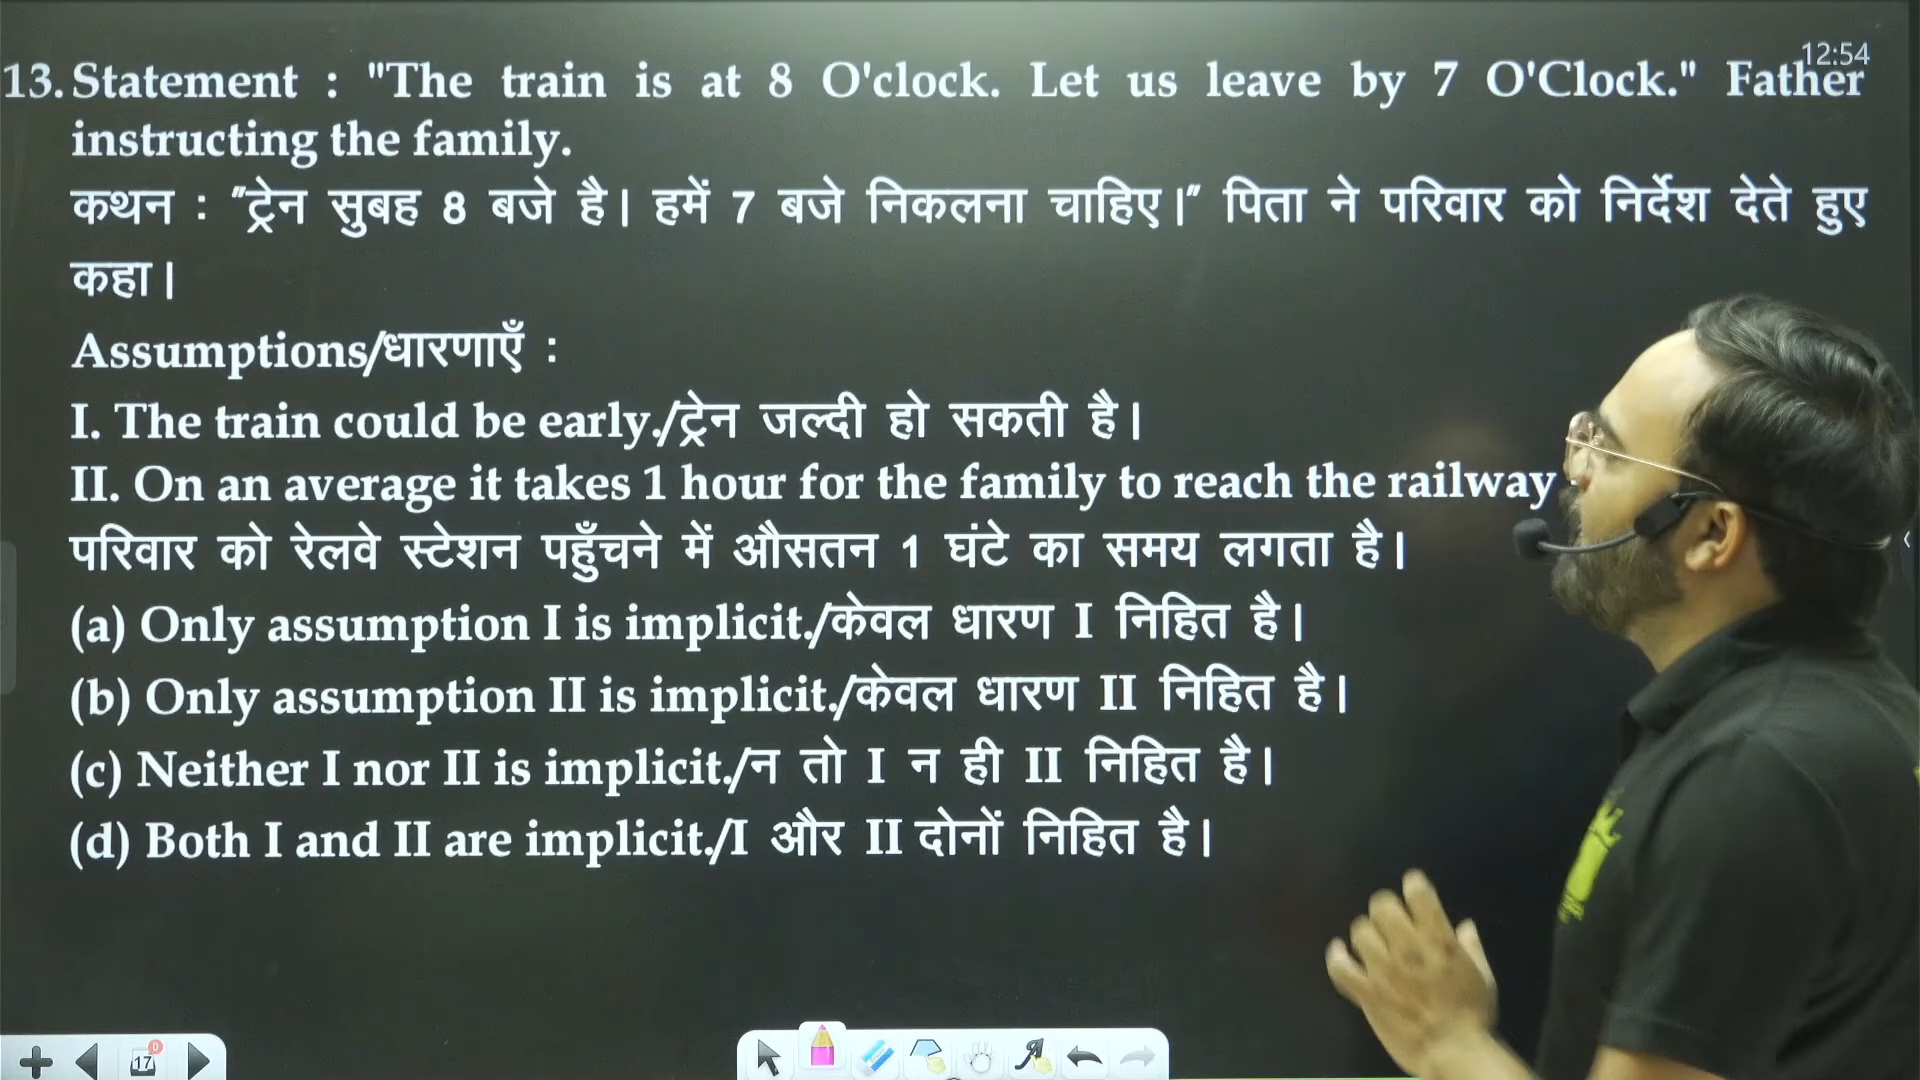 12:54
13. Statement : "The train is at 8 O'clock. Let us leave by 7 O'Clock." Father
instructing the family.
कथन : "ट्रेन सुबह 8 बजे है। हमें 7 बजे निकलना चाहिए।" पिता ने परिवार को निर्देश देते हुए
कहा।
Assumptions/धारणाएँ :
I. The train could be early./ट्रेन जल्दी हो सकती है।
II. On an average it takes 1 hour for the family to reach the railway
परिवार को रेलवे स्टेशन पहुँचने में औसतन 1 घंटे का समय लगता है।
(a) Only assumption I is implicit./केवल धारण I निहित है।
(b) Only assumption II is implicit./केवल धारण II निहित है।
(c) Neither I nor II is implicit./न तो I न ही II निहित है।
(d) Both I and II are implicit./I और II दोनों निहित है।
17 0